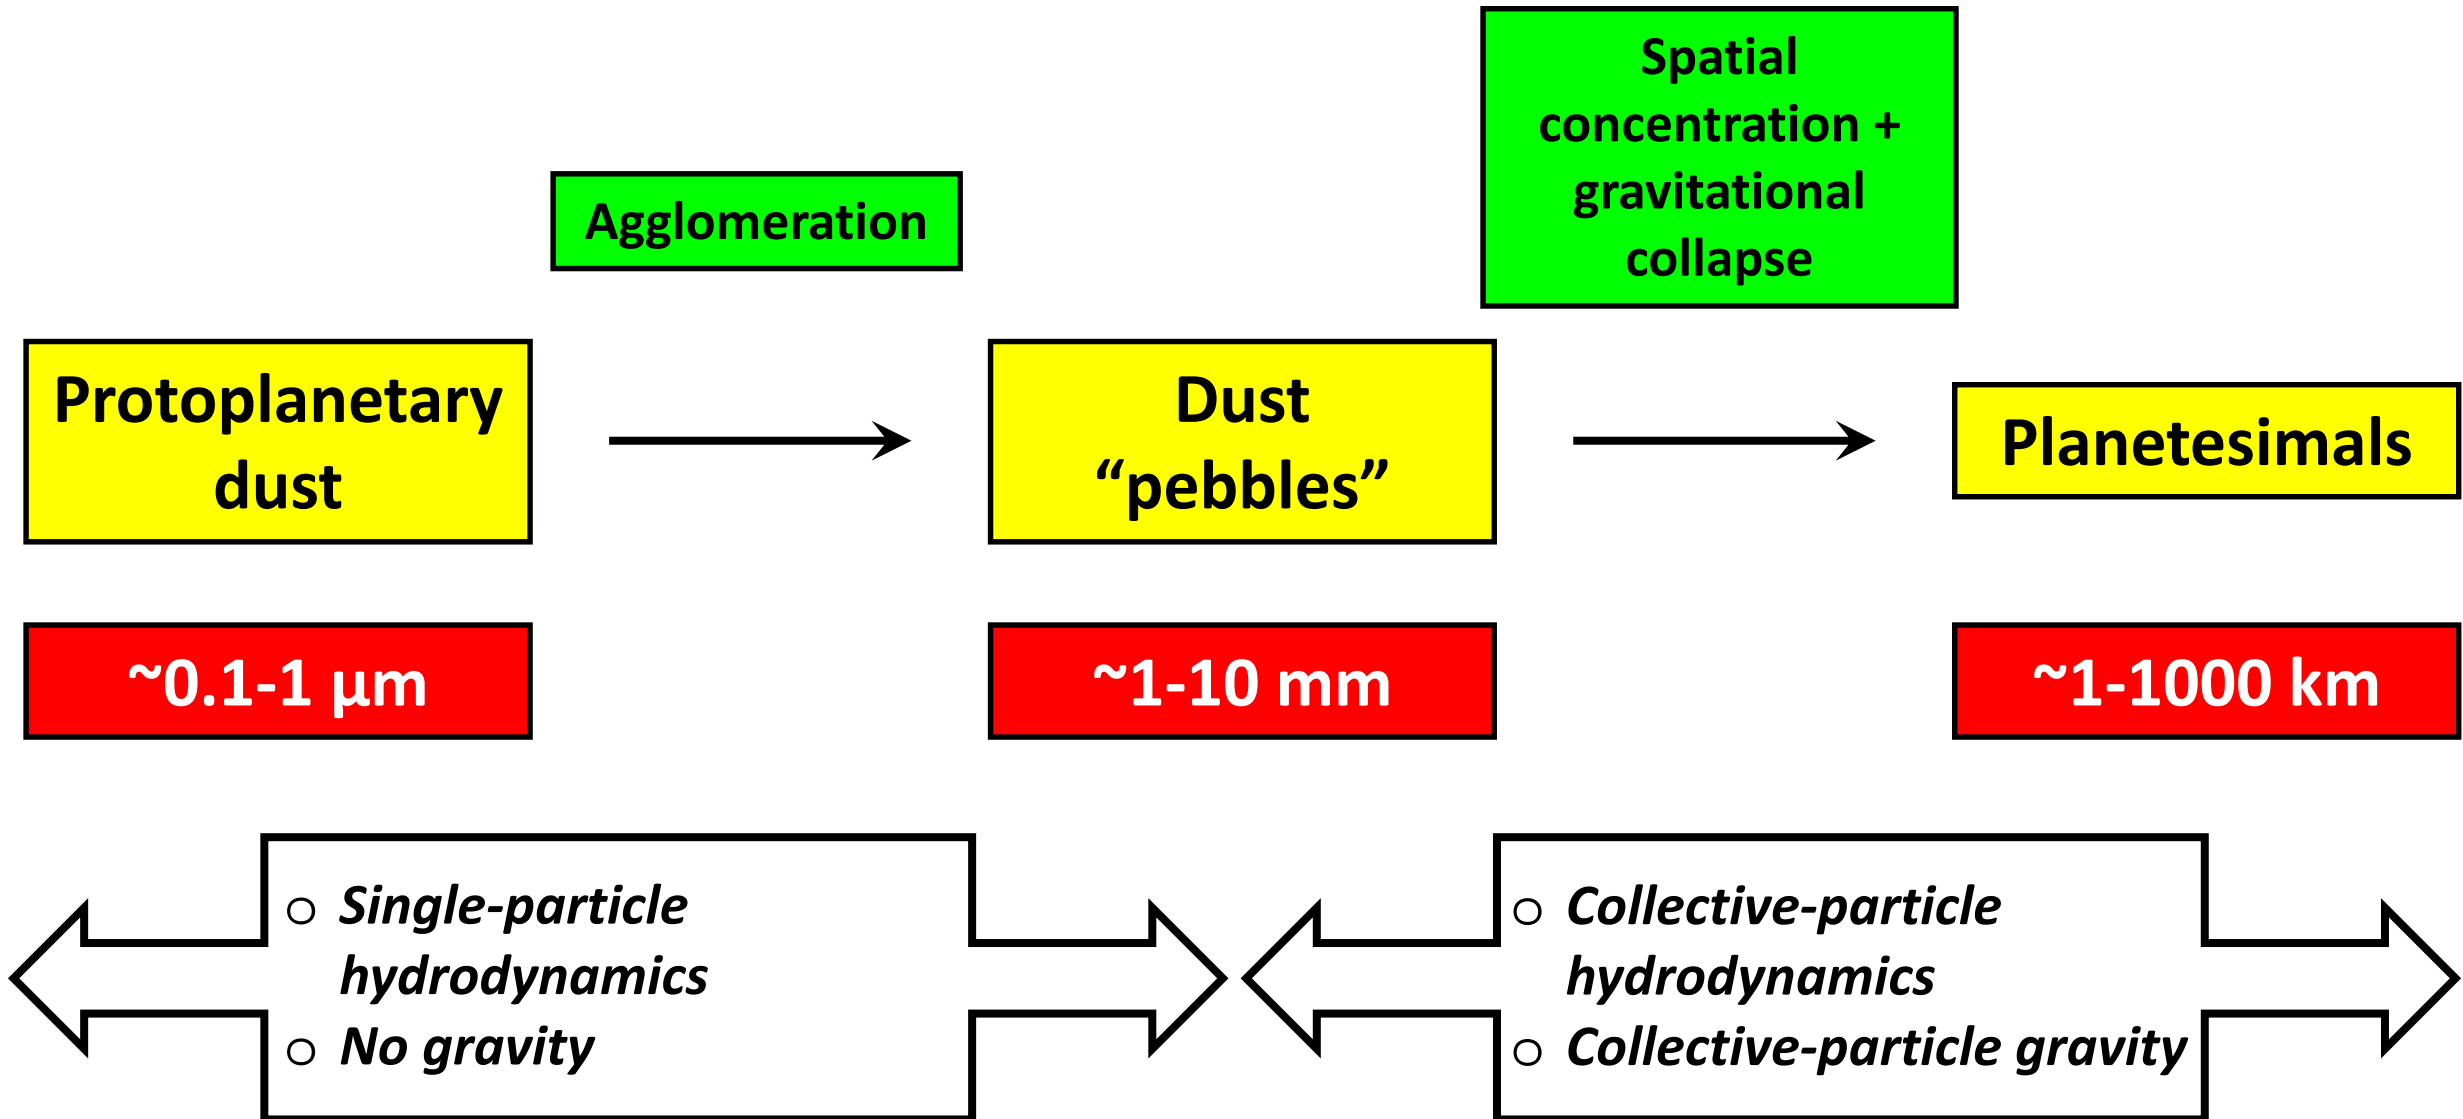 Spatial
concentration +
gravitational
collapse
Agglomeration
Protoplanetary
dust
Dust
“pebbles”
Planetesimals
~0.1-1 µm
~1-10 mm
~1-1000 km
o Single-particle
hydrodynamics
o No gravity
o Collective-particle
hydrodynamics
o Collective-particle gravity